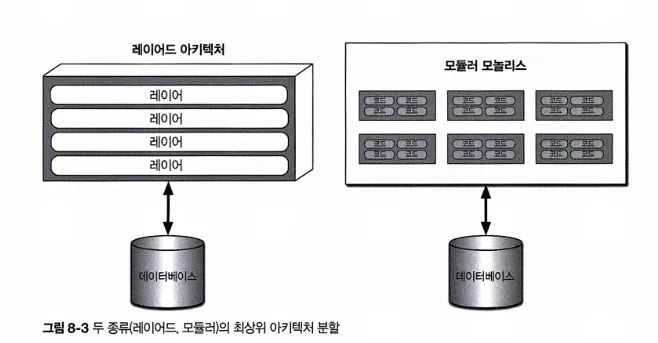 레이어드 아키텍처
레이어
레이어
레이어
레이어
데이터베이스
모듈러 모놀리스
코드 코드 코드 코드 코드 코드
코드 코드 코드 코드 코드 코드
코드 코드 코드 코드 코드 코드
코드 코드 코드 코드 코드 코드
데이터베이스
그림 8-3 두 종류(레이어드, 모듈러)의 최상위 아키텍처 분할